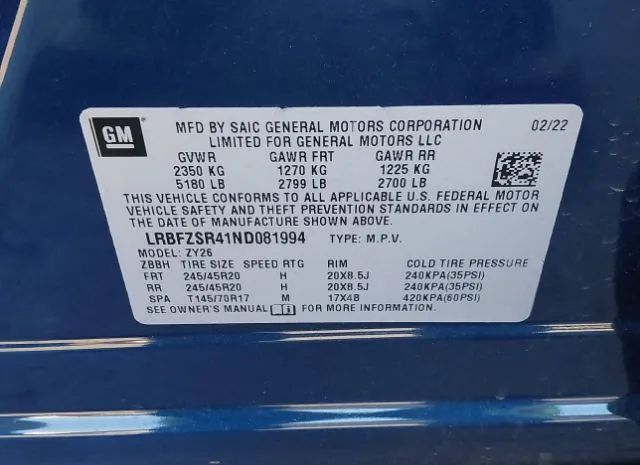 GM
MFD BY SAIC GENERAL MOTORS CORPORATION 02/22
LIMITED FOR GENERAL MOTORS LLC
GVWR GAWR FRT GAWR RR
2350 KG 1270 KG 1225 KG
5180 LB 2799 LB 2700 LB
THIS VEHICLE CONFORMS TO ALL APPLICABLE U.S. FEDERAL MOTOR
VEHICLE SAFETY AND THEFT PREVENTION STANDARDS IN EFFECT ON
THE DATE OF MANUFACTURE SHOWN ABOVE.
LRBFZSR41ND081994 TYPE: M.P.V.
MODEL: ZY26
ZBBH TIRE SIZE SPEED RTG RIM COLD TIRE PRESSURE
FRT 245/45R20 H 20X8.5J 240KPA(35PSI)
RR 245/45R20 H 20X8.5J 240KPA(35PSI)
SPA T145/70R17 M 17X4B 420KPA(60PSI)
SEE OWNER'S MANUAL FOR MORE INFORMATION.